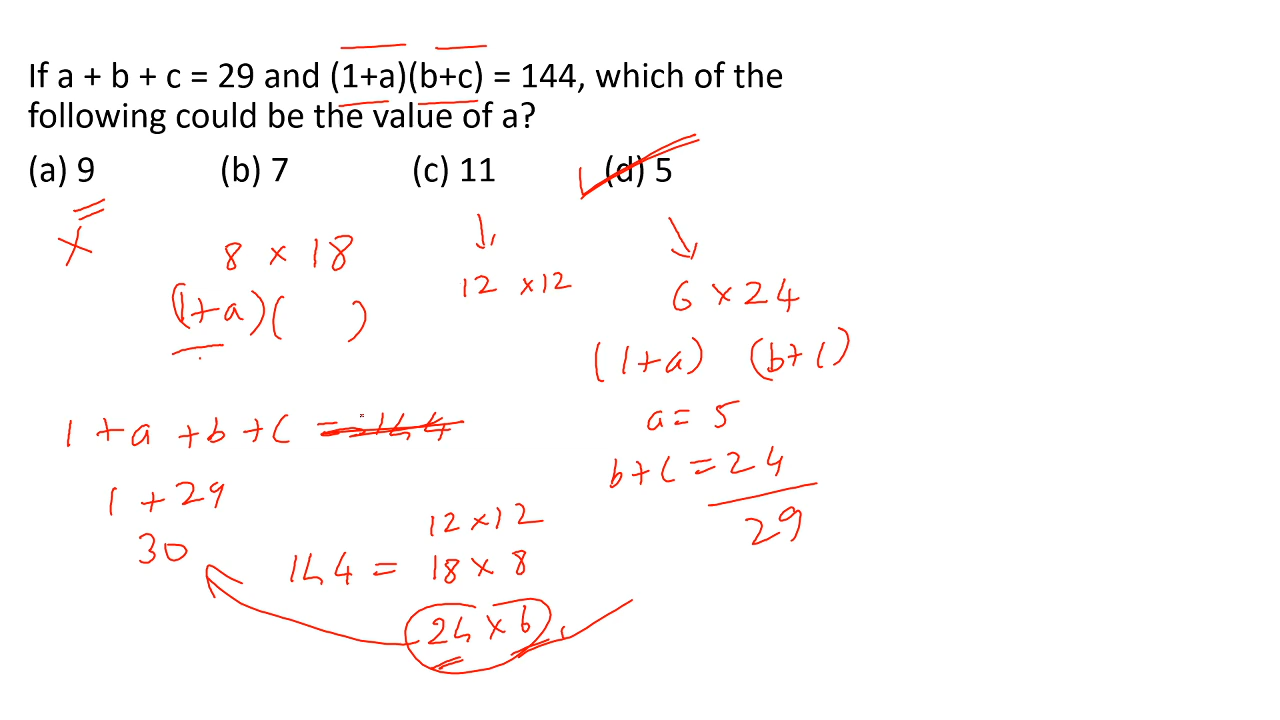 If a + b + c = 29 and (1+a)(b+c) = 144, which of the
following could be the value of a?
(a) 9 (b) 7 (c) 11 (d) 5
8 × 18
(1+a)( )
12 × 12
6 × 24
(1+a) (b+c)
a = 5
b+c = 24
29
1 + a + b + c = 144
1 + 29
30
144 = 12 × 12
18 × 8
24 × 6